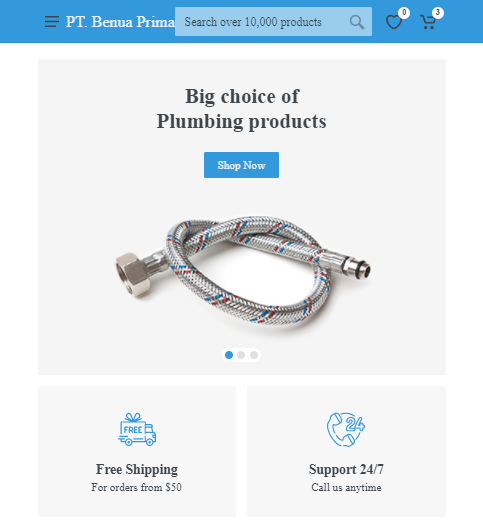 PT. Benua Prima
Search over 10,000 products
0
3
Big choice of
Plumbing products
Shop Now
FREE
24
Free Shipping
For orders from $50
Support 24/7
Call us anytime